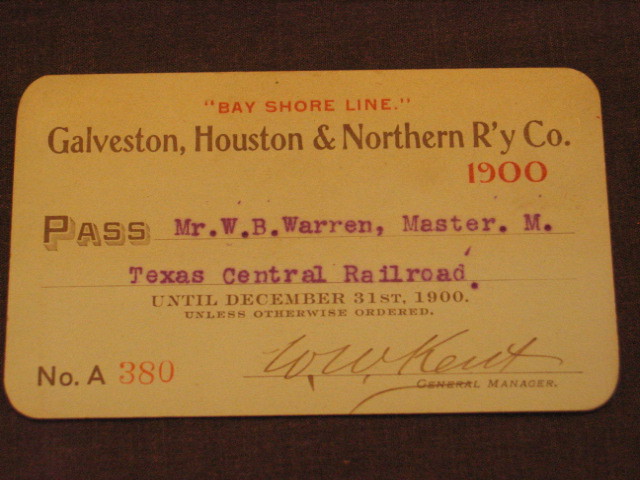 "BAY SHORE LINE."
Galveston, Houston & Northern R'y Co.
1900
PASS Mr.W.B.Warren, Master. M.
Texas Central Railroad.
UNTIL DECEMBER 31ST, 1900.
UNLESS OTHERWISE ORDERED.
No. A 380
W.W. Kent
GENERAL MANAGER.